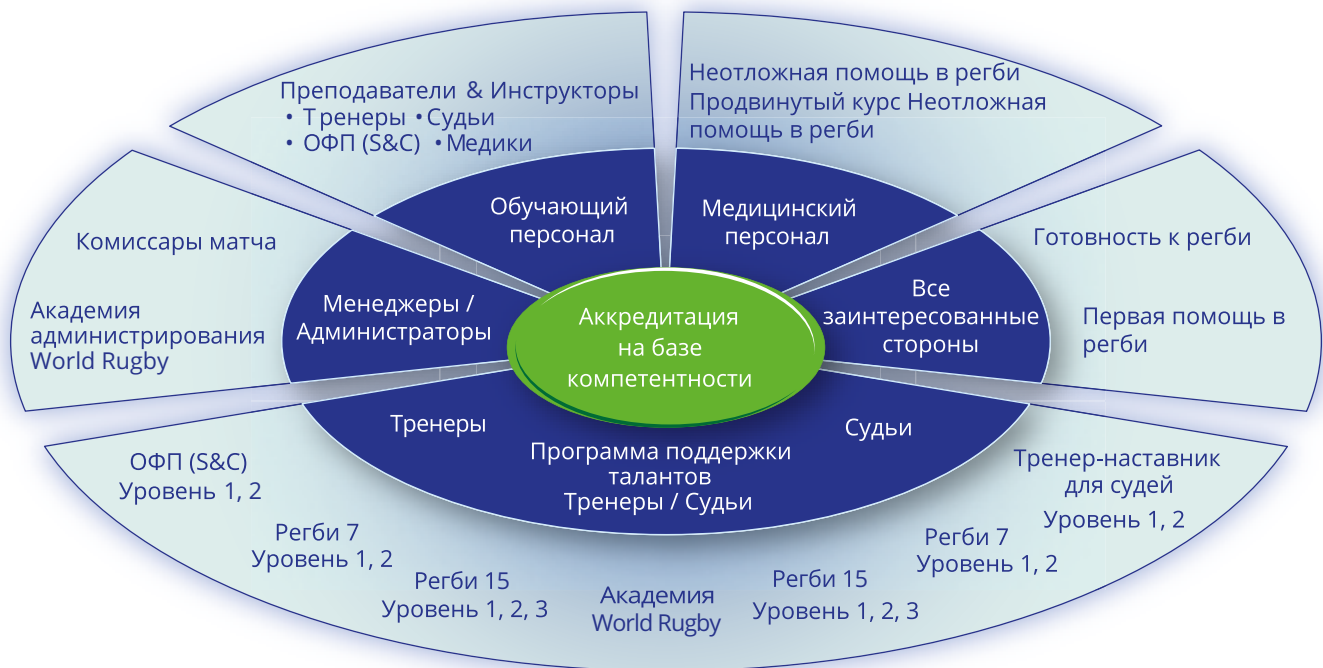 Преподаватели & Инструкторы
• Тренеры • Судьи
• ОФП (S&C) • Медики
Неотложная помощь в регби
Продвинутый курс Неотложная
помощь в регби
Обучающий
персонал
Медицинский
персонал
Комиссары матча
Академия
администрирования
World Rugby
Менеджеры /
Администраторы
Аккредитация
на базе
компетентности
Все
заинтересованные
стороны
Готовность к регби
Первая помощь в
регби
Тренеры
Программа поддержки
талантов
Тренеры / Судьи
Судьи
ОФП (S&C)
Уровень 1, 2
Регби 7
Уровень 1, 2
Регби 15
Уровень 1, 2, 3
Академия
World Rugby
Регби 15
Уровень 1, 2, 3
Регби 7
Уровень 1, 2
Тренер-наставник
для судей
Уровень 1, 2